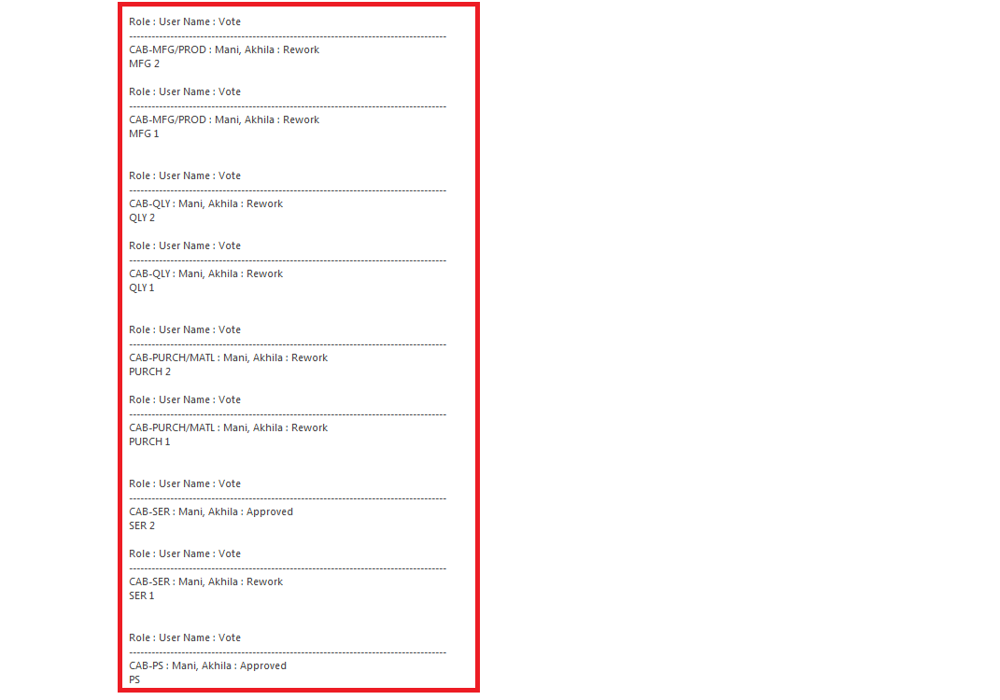 Role : User Name : Vote
-------------------------------------------------------------------------------------
CAB-MFG/PROD : Mani, Akhila : Rework
MFG 2
Role : User Name : Vote
-------------------------------------------------------------------------------------
CAB-MFG/PROD : Mani, Akhila : Rework
MFG 1
Role : User Name : Vote
-------------------------------------------------------------------------------------
CAB-QLY : Mani, Akhila : Rework
QLY 2
Role : User Name : Vote
-------------------------------------------------------------------------------------
CAB-QLY : Mani, Akhila : Rework
QLY 1
Role : User Name : Vote
-------------------------------------------------------------------------------------
CAB-PURCH/MATL : Mani, Akhila : Rework
PURCH 2
Role : User Name : Vote
-------------------------------------------------------------------------------------
CAB-PURCH/MATL : Mani, Akhila : Rework
PURCH 1
Role : User Name : Vote
-------------------------------------------------------------------------------------
CAB-SER : Mani, Akhila : Approved
SER 2
Role : User Name : Vote
-------------------------------------------------------------------------------------
CAB-SER : Mani, Akhila : Rework
SER 1
Role : User Name : Vote
-------------------------------------------------------------------------------------
CAB-PS : Mani, Akhila : Approved
PS